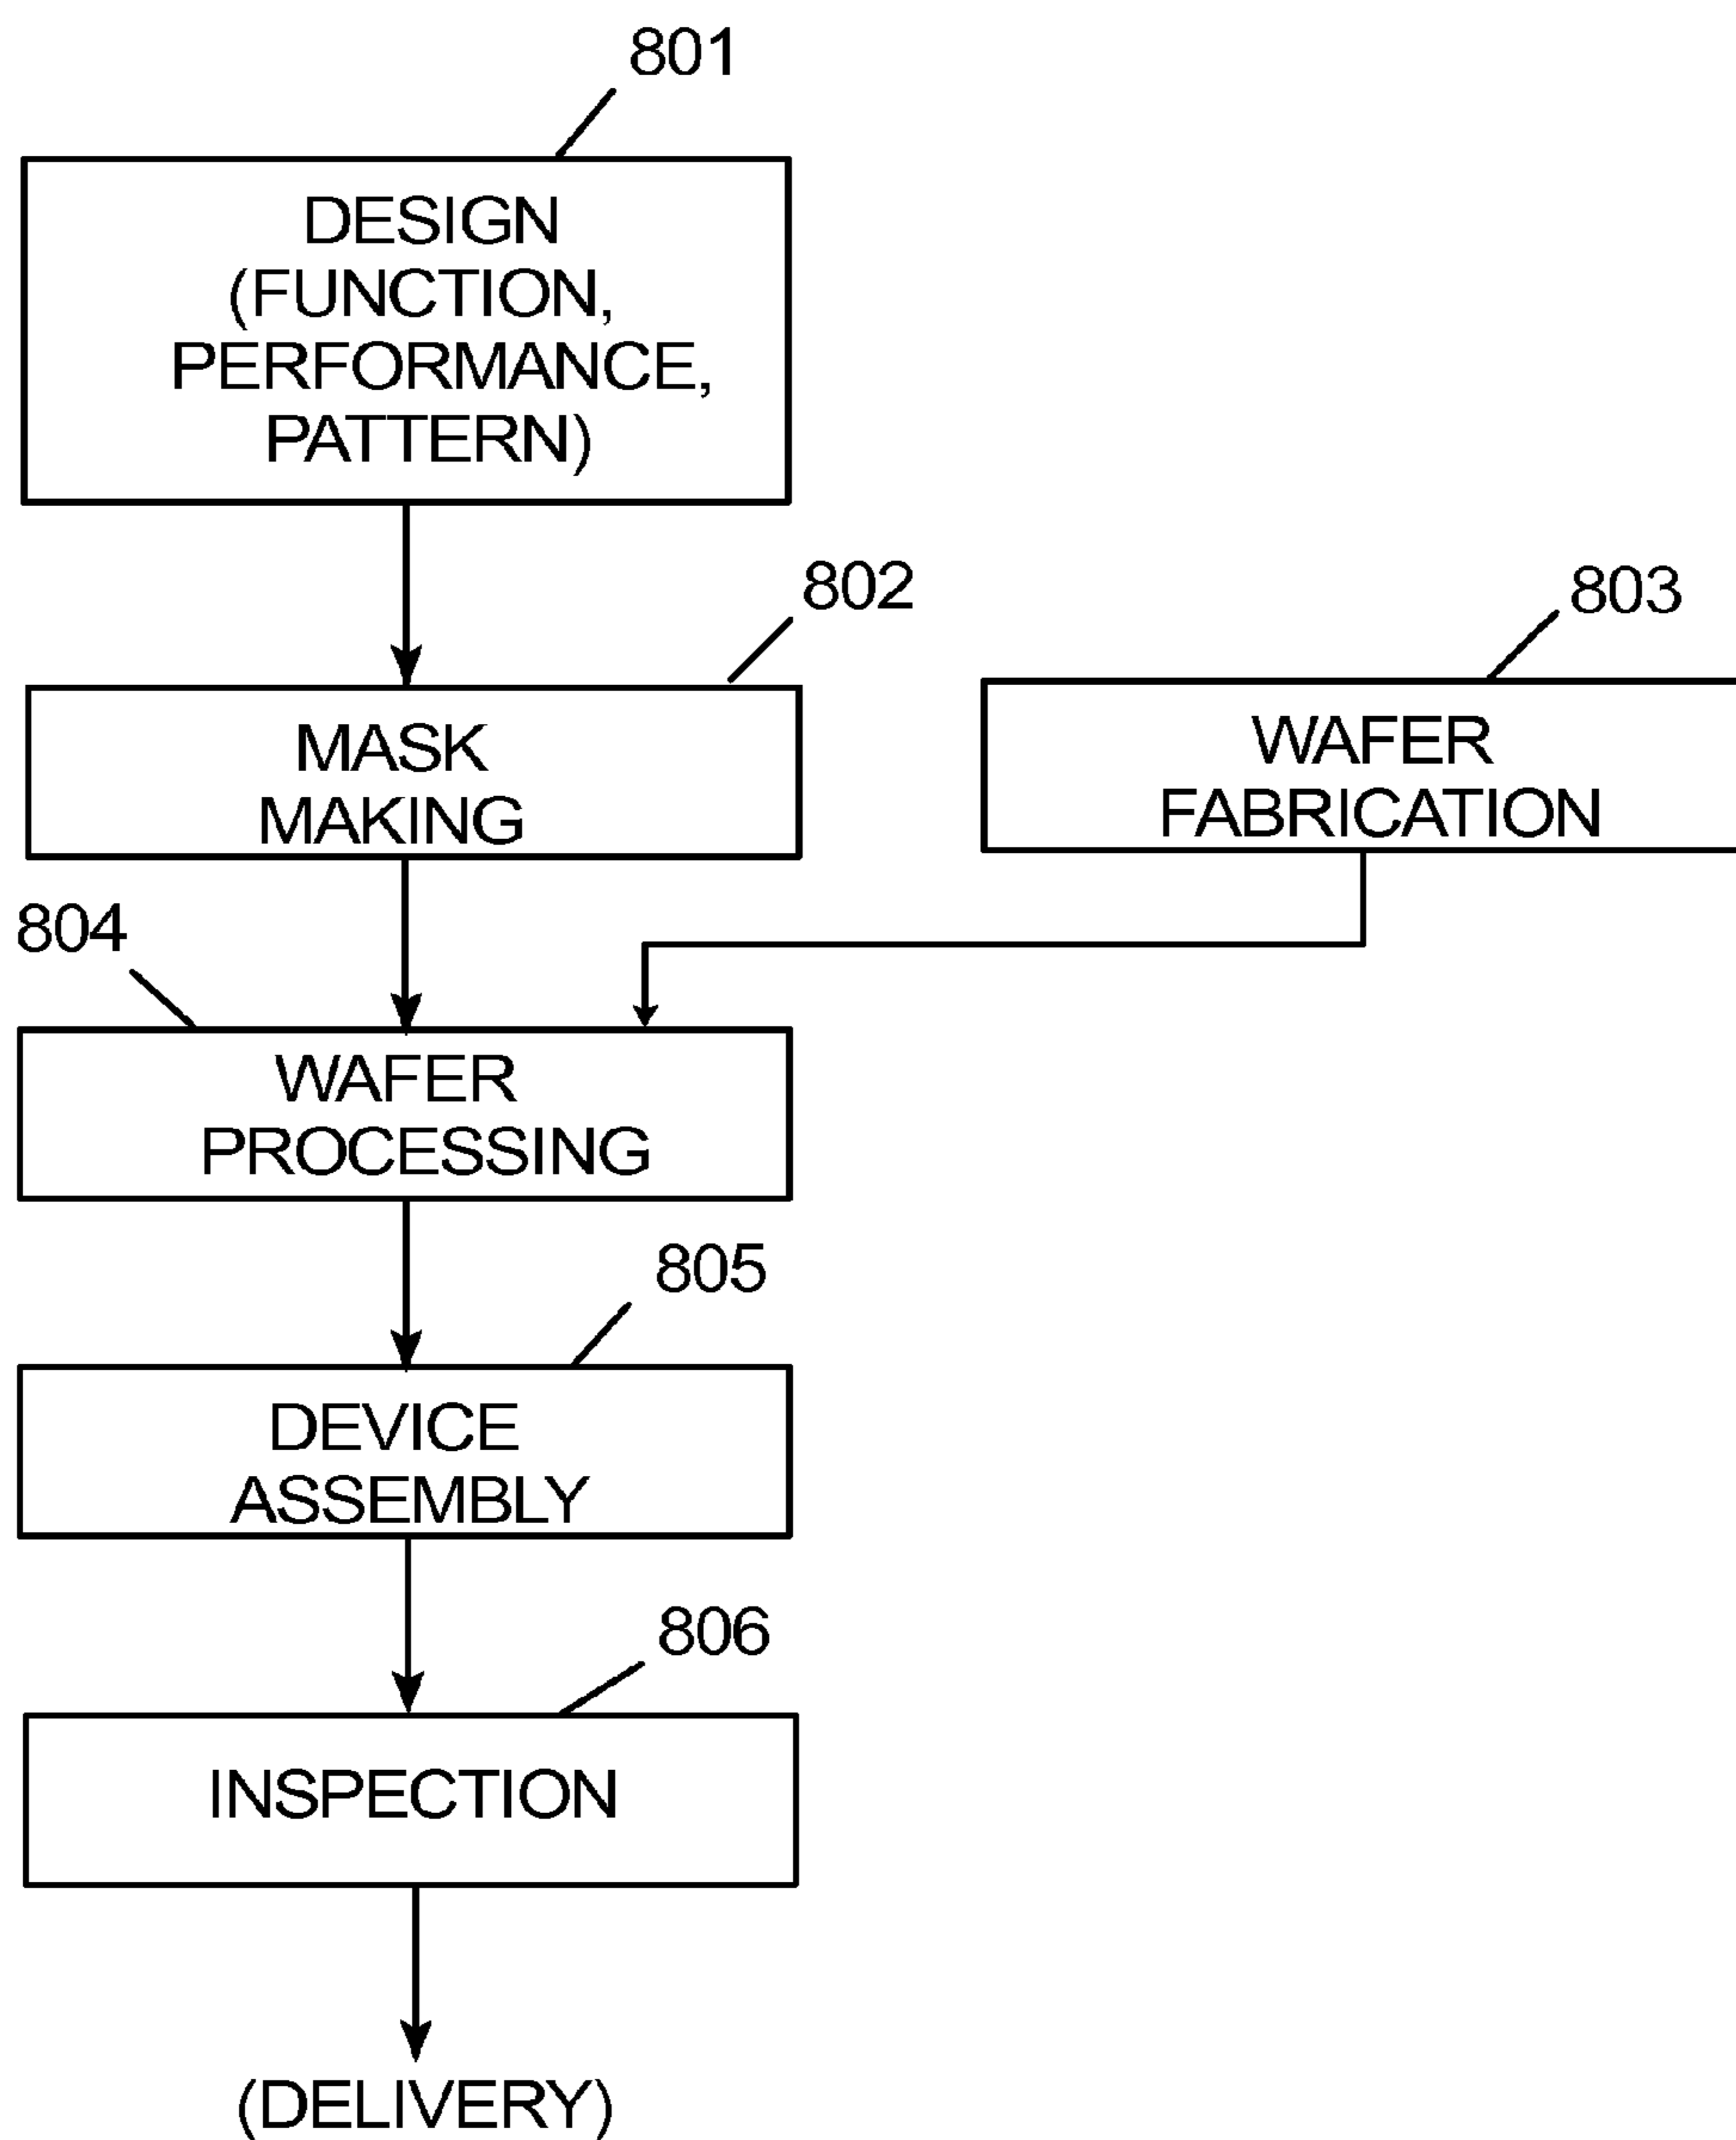 801
DESIGN
(FUNCTION,
PERFORMANCE,
PATTERN)
802
803
MASK
MAKING
WAFER
FABRICATION
804
WAFER
PROCESSING
805
DEVICE
ASSEMBLY
806
INSPECTION
(DELIVERY)